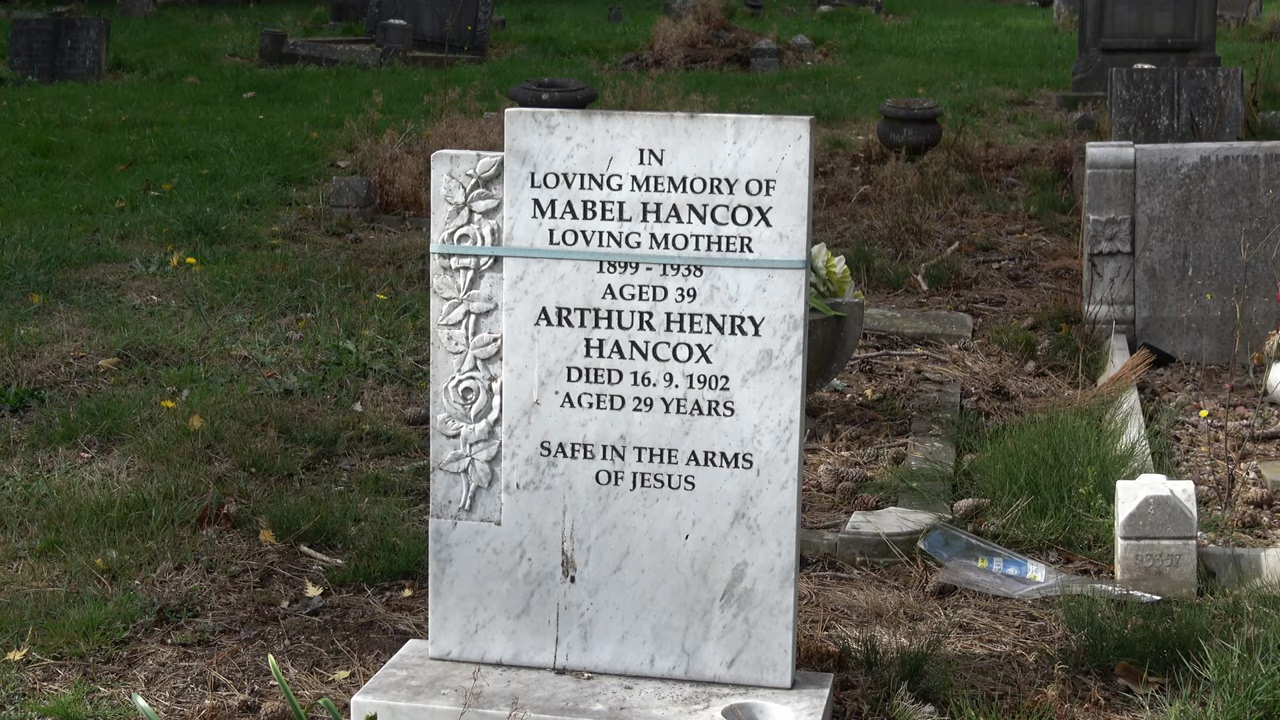 IN
LOVING MEMORY OF
MABEL HANCOX
LOVING MOTHER
1899 - 1938
AGED 39
ARTHUR HENRY
HANCOX
DIED 16. 9. 1902
AGED 29 YEARS
SAFE IN THE ARMS
OF JESUS